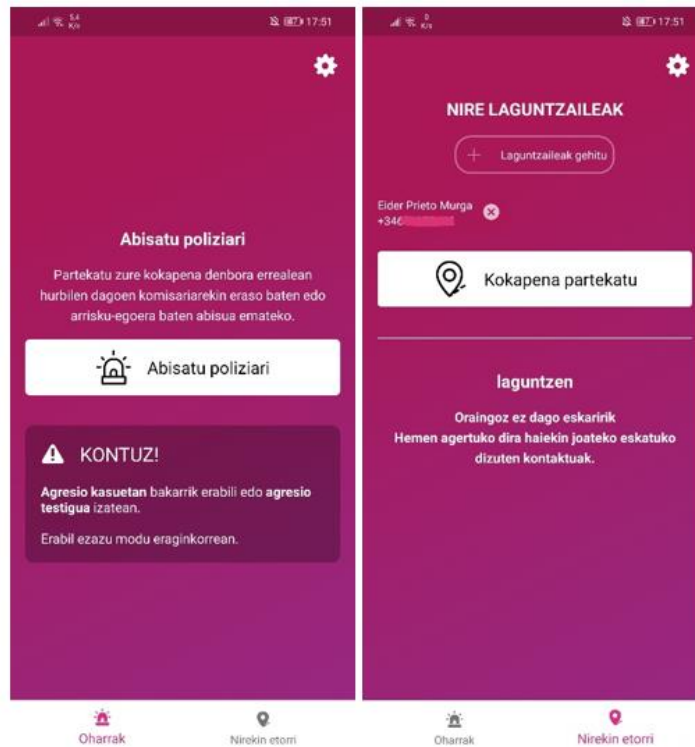 5,4
K/s
17:51
Abisatu poliziari
Partekatu zure kokapena denbora errealean
hurbilen dagoen komisariarekin eraso baten edo
arrisku-egoera baten abisua emateko.
Abisatu poliziari
KONTUZ!
Agresio kasuetan bakarrik erabili edo agresio
testigua izatean.
Erabil ezazu modu eraginkorrean.
Oharrak
Nirekin etorri
0
K/s
17:51
NIRE LAGUNTZAILEAK
+ Laguntzaileak gehitu
Eider Prieto Murga
+346
Kokapena partekatu
laguntzen
Oraingoz ez dago eskaririk
Hemen agertuko dira haiekin joateko eskatuko
dizuten kontaktuak.
Oharrak
Nirekin etorri